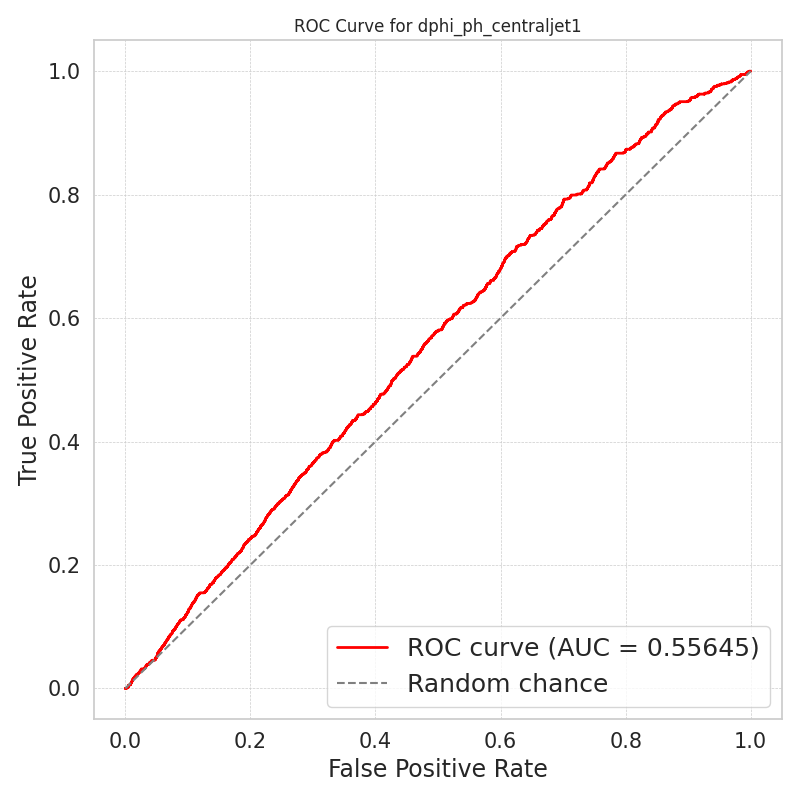 ROC Curve for dphi_ph_centraljet1
True Positive Rate
1.0
0.8
0.6
0.4
0.2
0.0
ROC curve (AUC = 0.55645)
Random chance
0.0 0.2 0.4 0.6 0.8 1.0
False Positive Rate